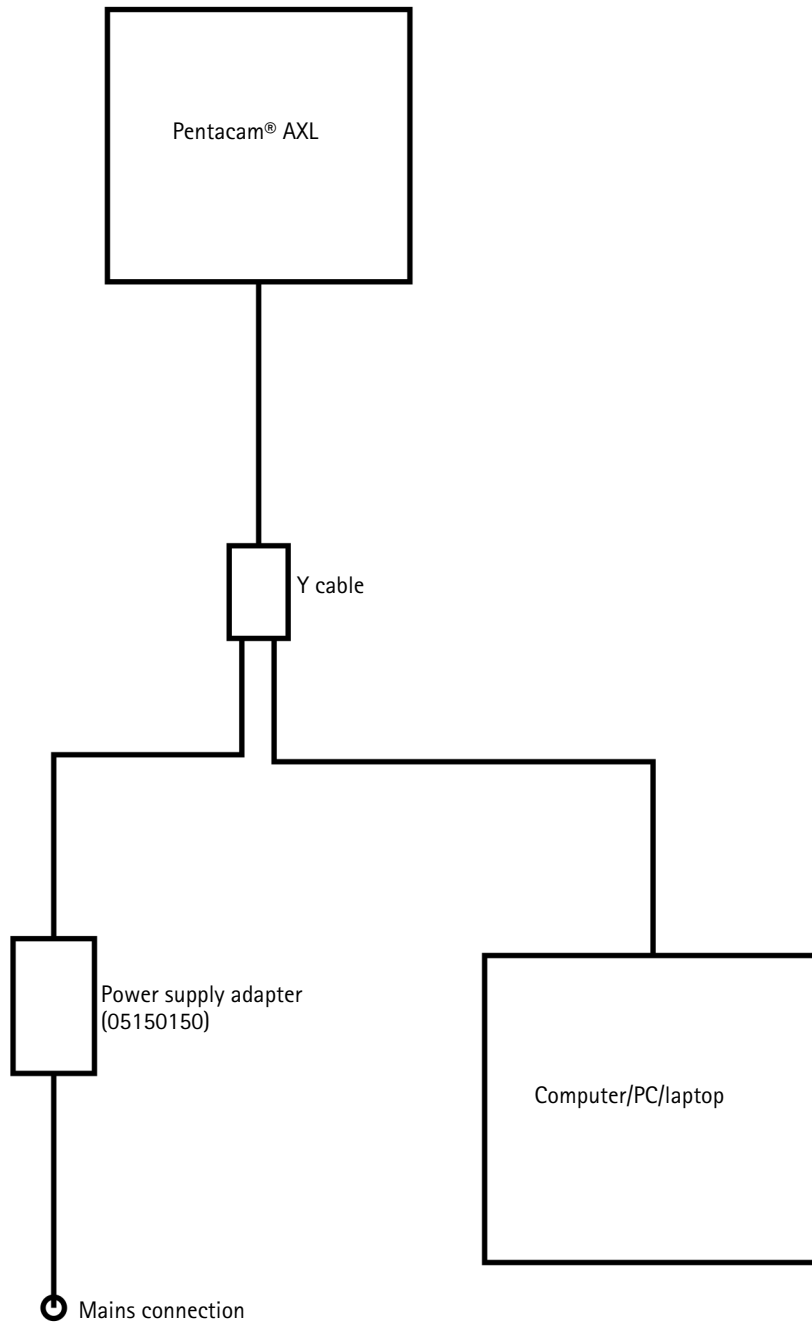 Pentacam® AXL
Y cable
Power supply adapter
(05150150)
Computer/PC/laptop
Mains connection